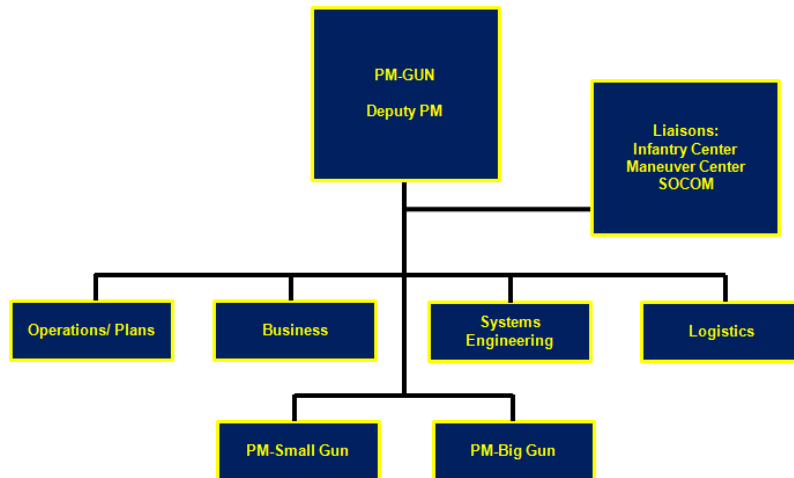 PM-GUN
Deputy PM
Liaisons:
Infantry Center
Maneuver Center
SOCOM
Operations/ Plans
Business
Systems
Engineering
Logistics
PM-Small Gun
PM-Big Gun